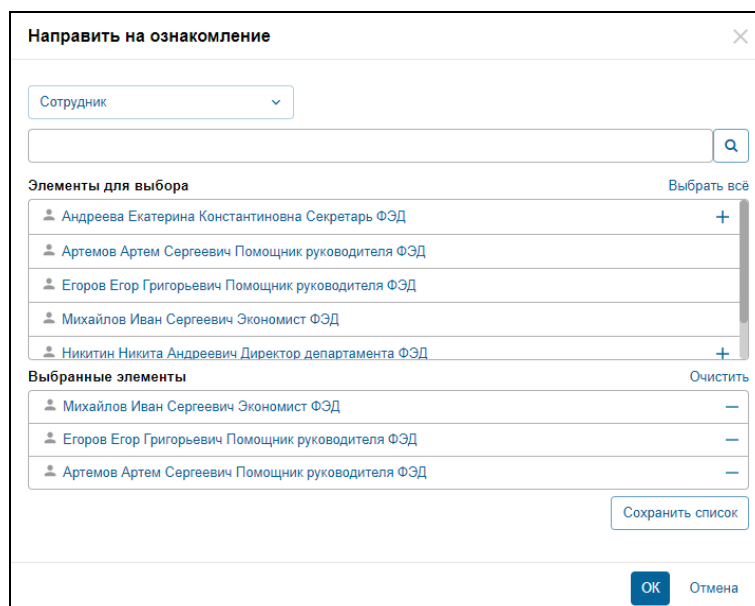 Направить на ознакомление
Сотрудник
Элементы для выбора Выбрать всё
Андреева Екатерина Константиновна Секретарь ФЭД
Артемов Артем Сергеевич Помощник руководителя ФЭД
Егоров Егор Григорьевич Помощник руководителя ФЭД
Михайлов Иван Сергеевич Экономист ФЭД
Никитин Никита Андреевич Директор департамента ФЭД
Выбранные элементы Очистить
Михайлов Иван Сергеевич Экономист ФЭД
Егоров Егор Григорьевич Помощник руководителя ФЭД
Артемов Артем Сергеевич Помощник руководителя ФЭД
Сохранить список
ОК Отмена